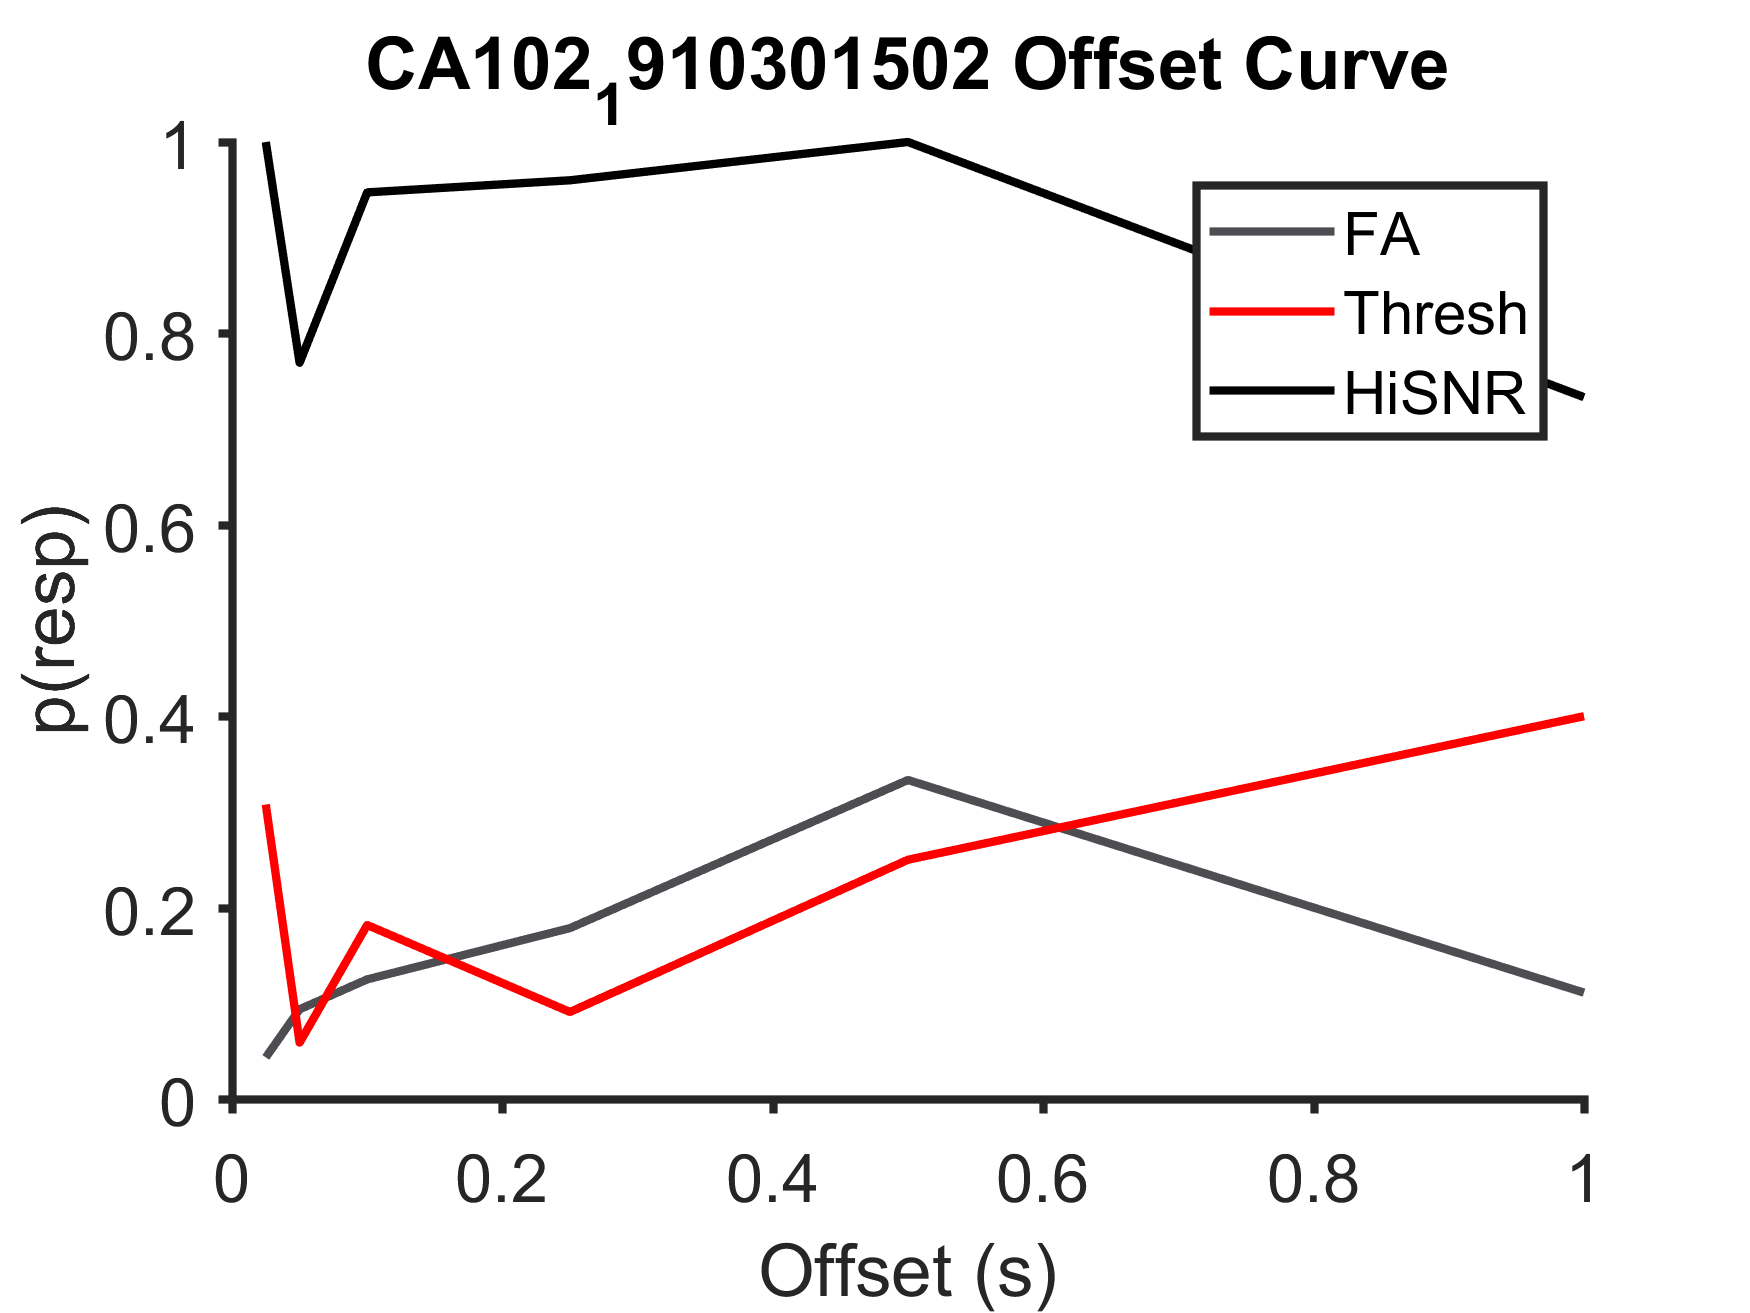 CA102₁910301502 Offset Curve
1
0.8
0.6
0.4
0.2
0
p(resp)
FA
Thresh
HiSNR
0 0.2 0.4 0.6 0.8 1
Offset (s)